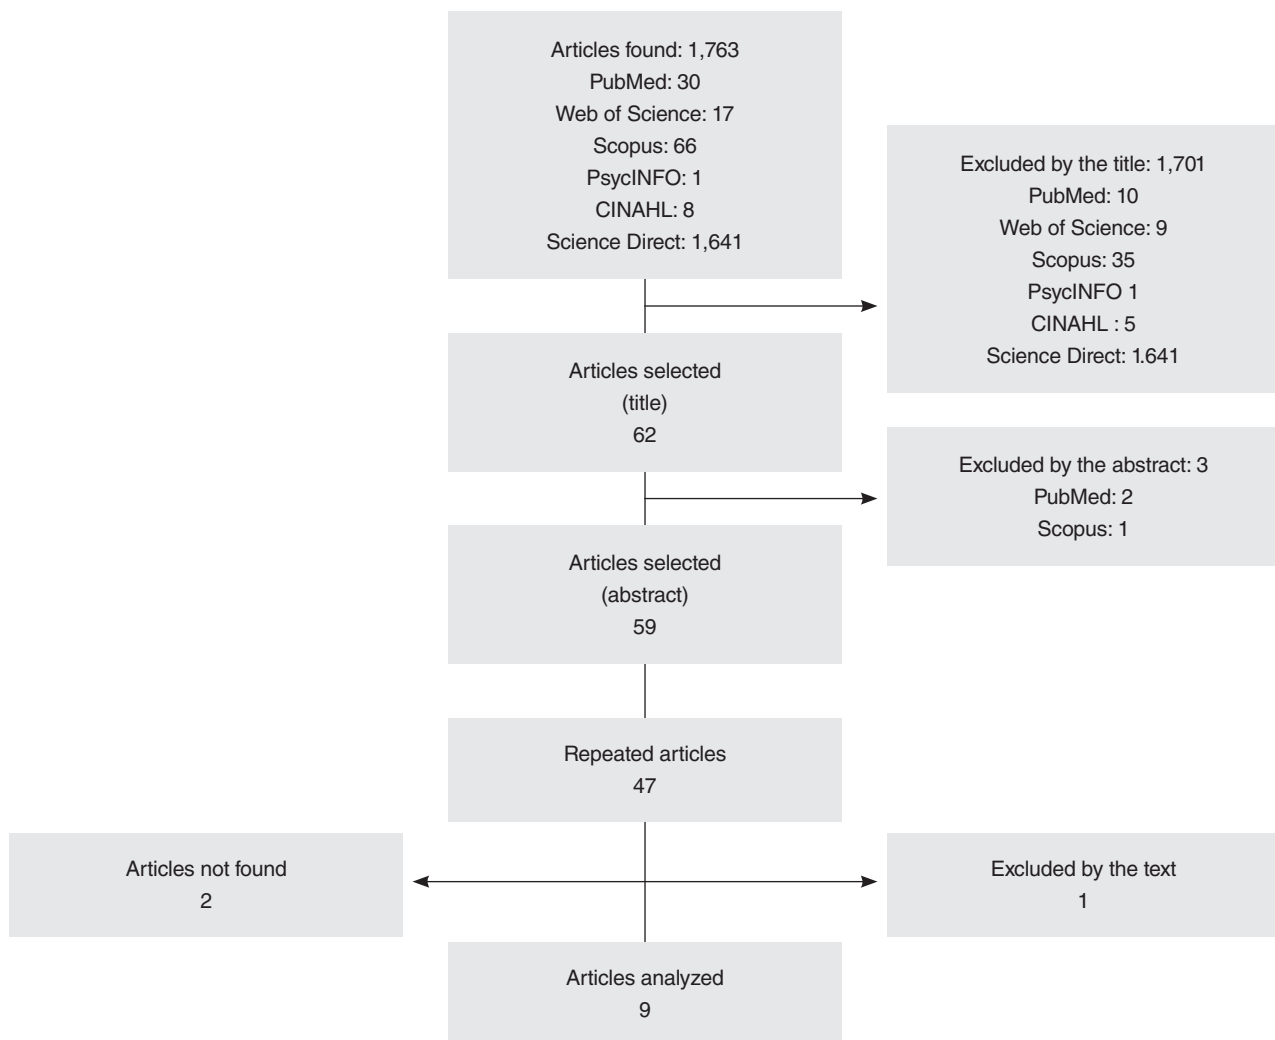 Articles found: 1,763
PubMed: 30
Web of Science: 17
Scopus: 66
PsycINFO: 1
CINAHL: 8
Science Direct: 1,641
Excluded by the title: 1,701
PubMed: 10
Web of Science: 9
Scopus: 35
PsycINFO 1
CINAHL : 5
Science Direct: 1.641
Articles selected
(title)
62
Excluded by the abstract: 3
PubMed: 2
Scopus: 1
Articles selected
(abstract)
59
Repeated articles
47
Articles not found
2
Excluded by the text
1
Articles analyzed
9